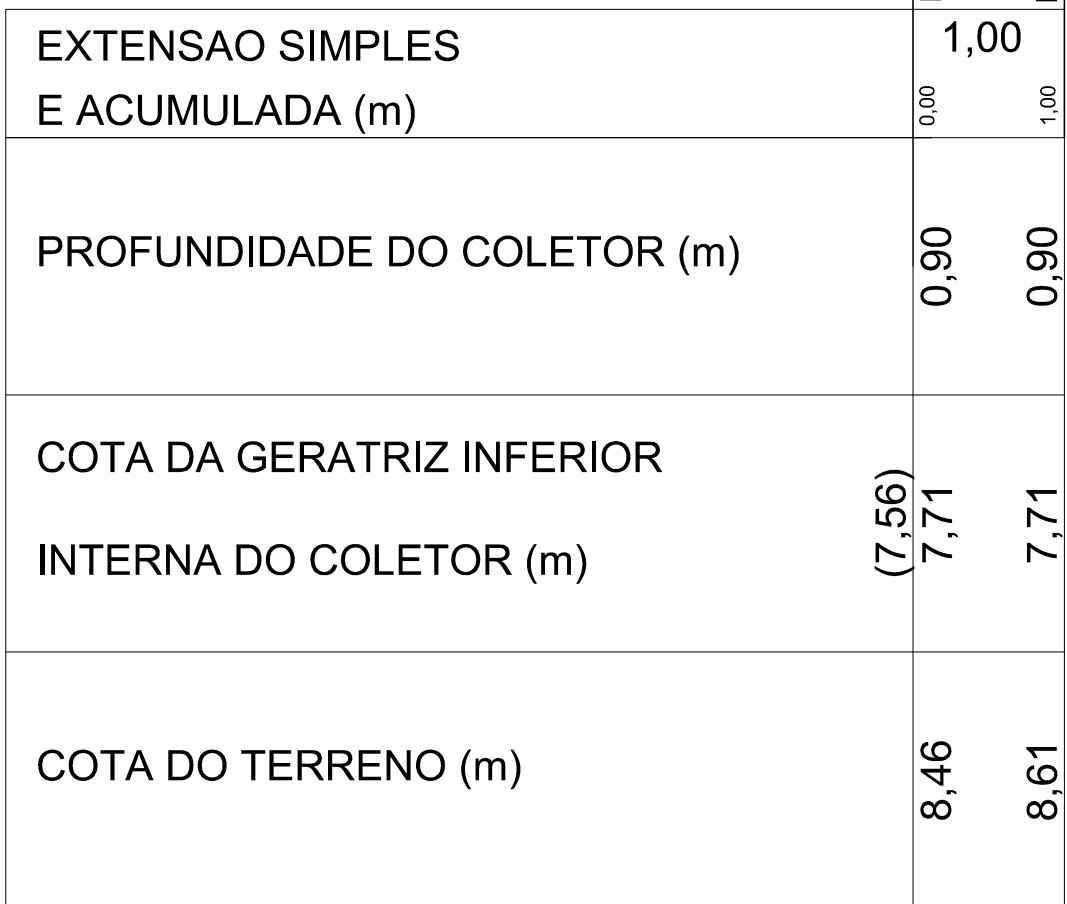 EXTENSAO SIMPLES
E ACUMULADA (m)
1,00
0,00
1,00
PROFUNDIDADE DO COLETOR (m)
0,90
0,90
COTA DA GERATRIZ INFERIOR
INTERNA DO COLETOR (m)
(7,56)
7,71
7,71
COTA DO TERRENO (m)
8,46
8,61